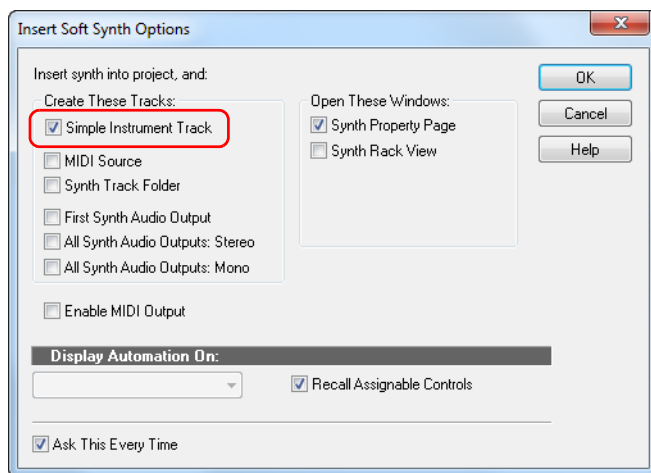 Insert Soft Synth Options
Insert synth into project, and:
Create These Tracks:
Simple Instrument Track
MIDI Source
Synth Track Folder
First Synth Audio Output
All Synth Audio Outputs: Stereo
All Synth Audio Outputs: Mono
Enable MIDI Output
Open These Windows:
Synth Property Page
Synth Rack View
OK
Cancel
Help
Display Automation On:
Recall Assignable Controls
Ask This Every Time